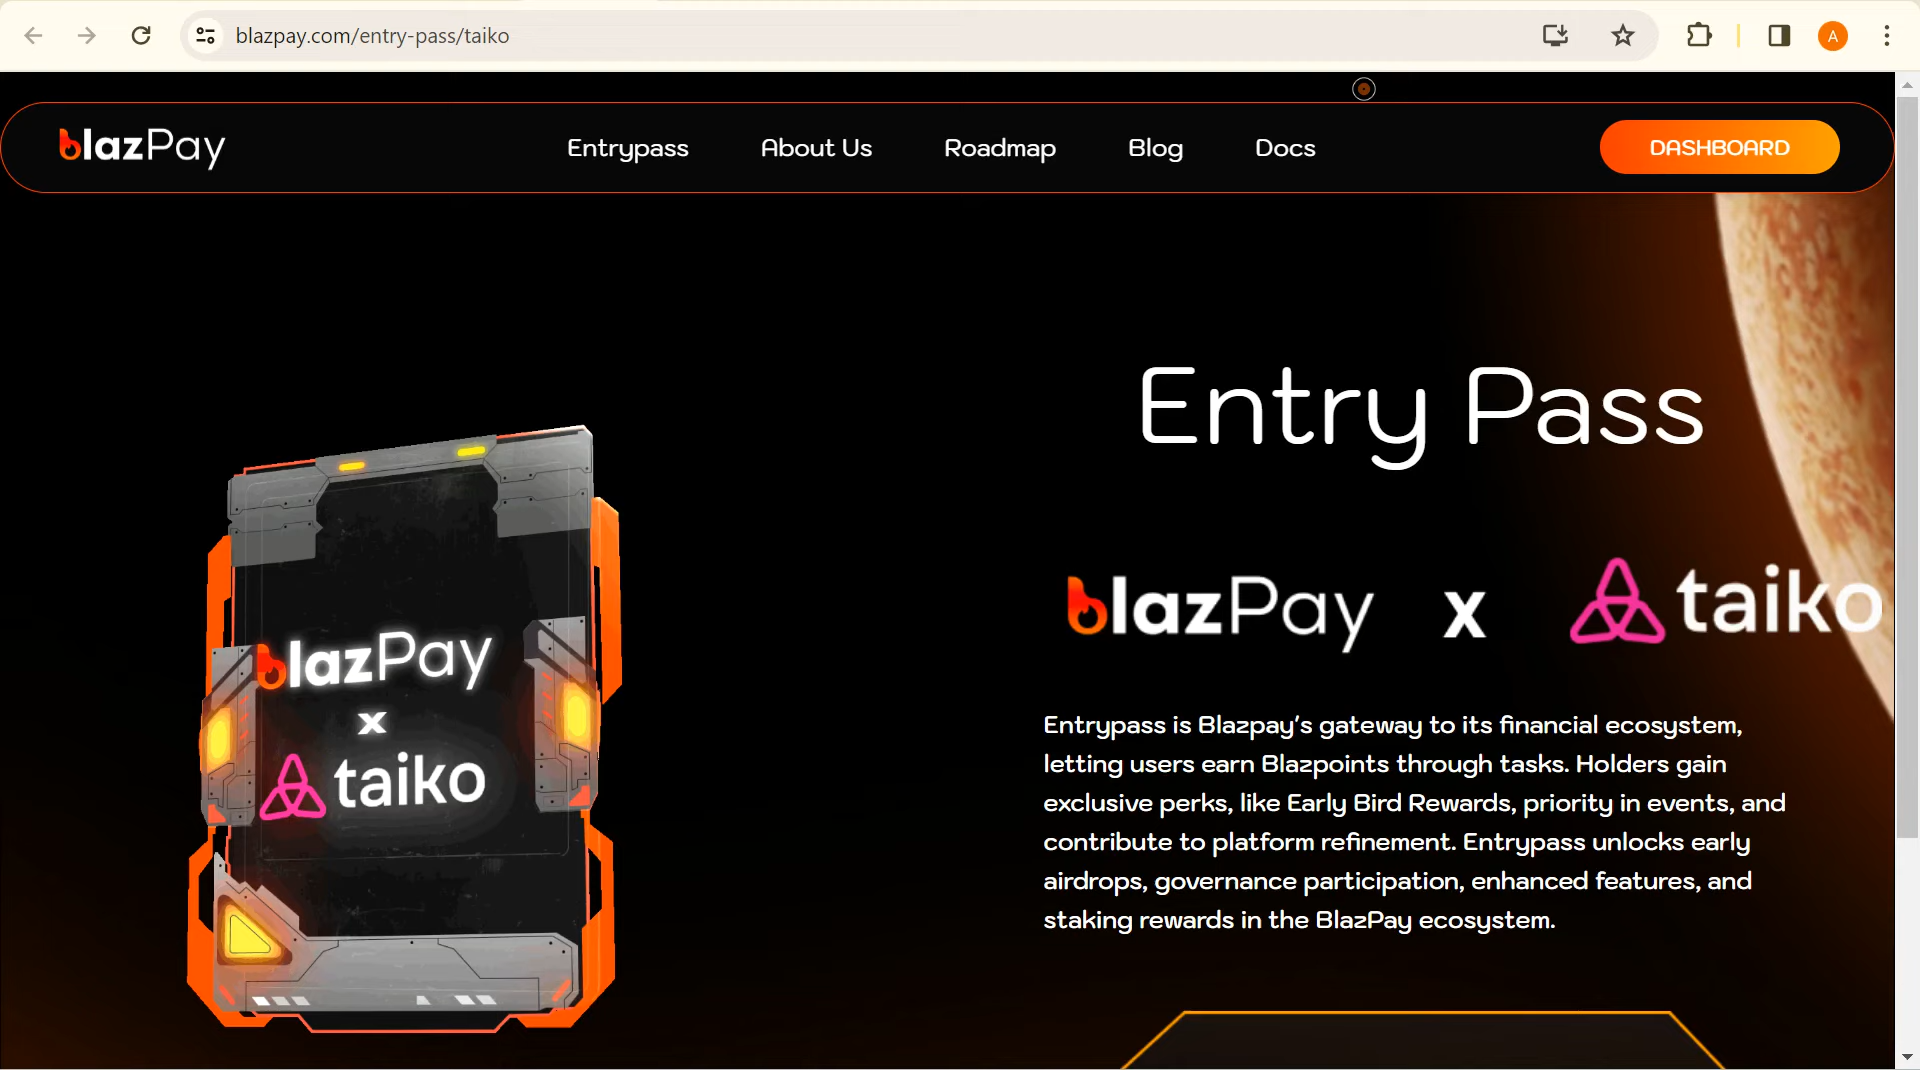 blazpay.com/entry-pass/taiko
A
blazPay
Entrypass
About Us
Roadmap
Blog
Docs
DASHBOARD
Entry Pass
blazPay x taiko
Entrypass is Blazpay's gateway to its financial ecosystem,
letting users earn Blazpoints through tasks. Holders gain
exclusive perks, like Early Bird Rewards, priority in events, and
contribute to platform refinement. Entrypass unlocks early
airdrops, governance participation, enhanced features, and
staking rewards in the BlazPay ecosystem.
blazPay
x
taiko